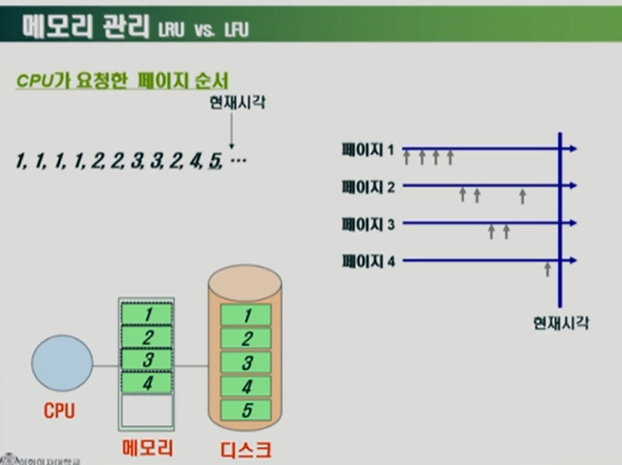 메모리 관리 LRU vs. LFU
CPU가 요청한 페이지 순서
현재시각
1, 1, 1, 1, 2, 2, 3, 3, 2, 4, 5, ···
페이지 1
페이지 2
페이지 3
페이지 4
현재시각
1
2
3
4
1
2
3
4
5
CPU
메모리
디스크
이화여자대학교